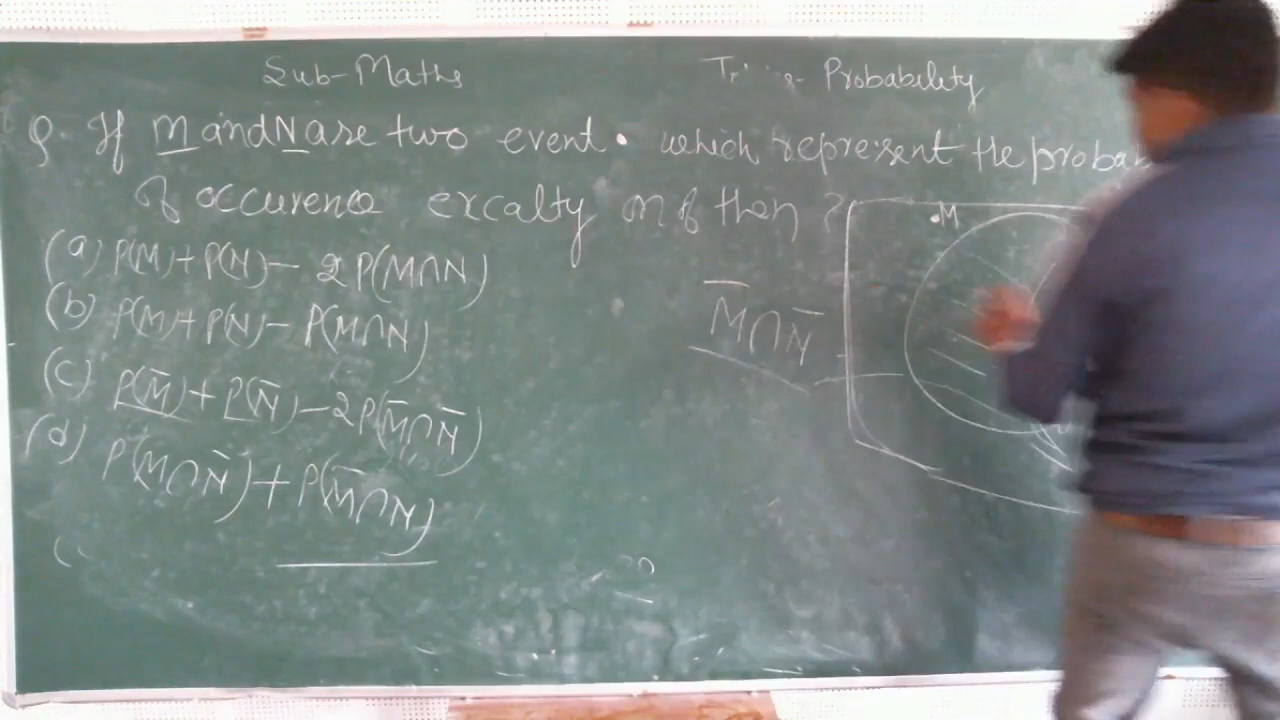 Sub-Maths
Probability
Q. If M and N are two event. which represent the probab
of occurence excalty on of then ?
(a) P(M)+P(N)- 2P(M∩N)
(b) P(M)+P(N)- P(M∩N)
(c) P(M̄)+P(N̄)-2P(M̄∩N̄)
(d) P(M∩N̄)+P(M̄∩N)
M̄∩N̄
M